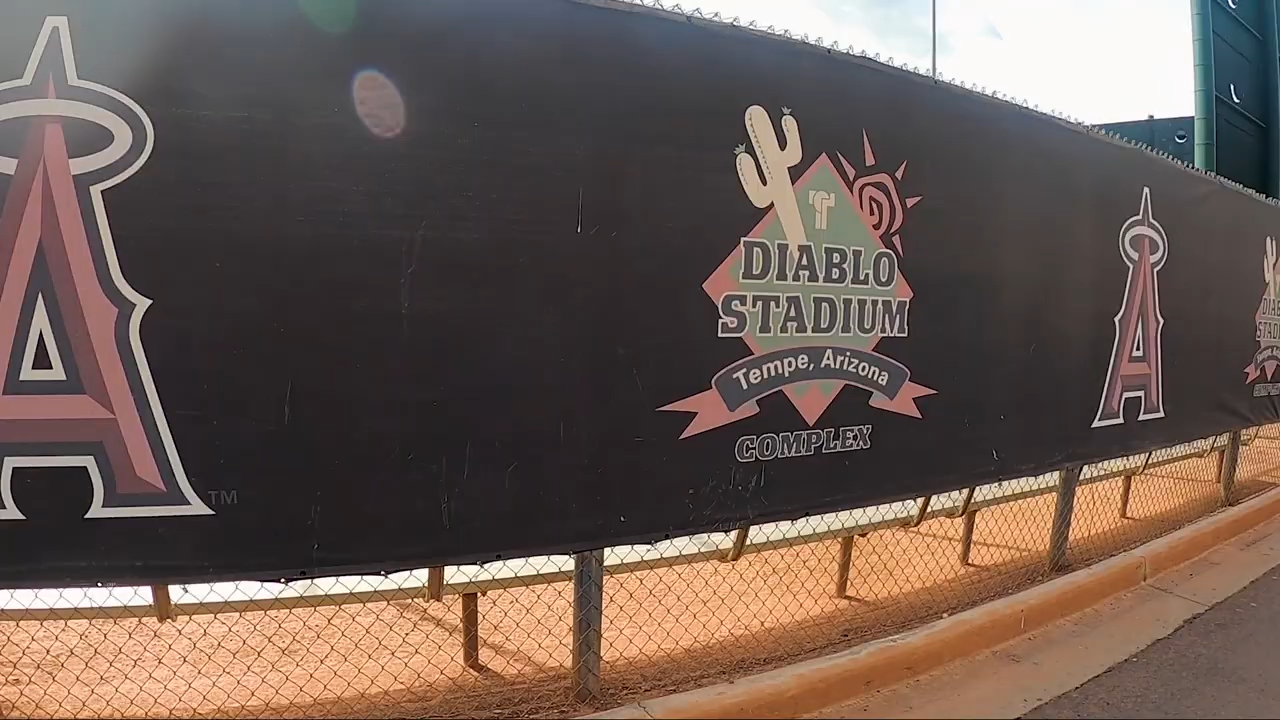 A
TM
T
DIABLO
STADIUM
Tempe, Arizona
COMPLEX
A